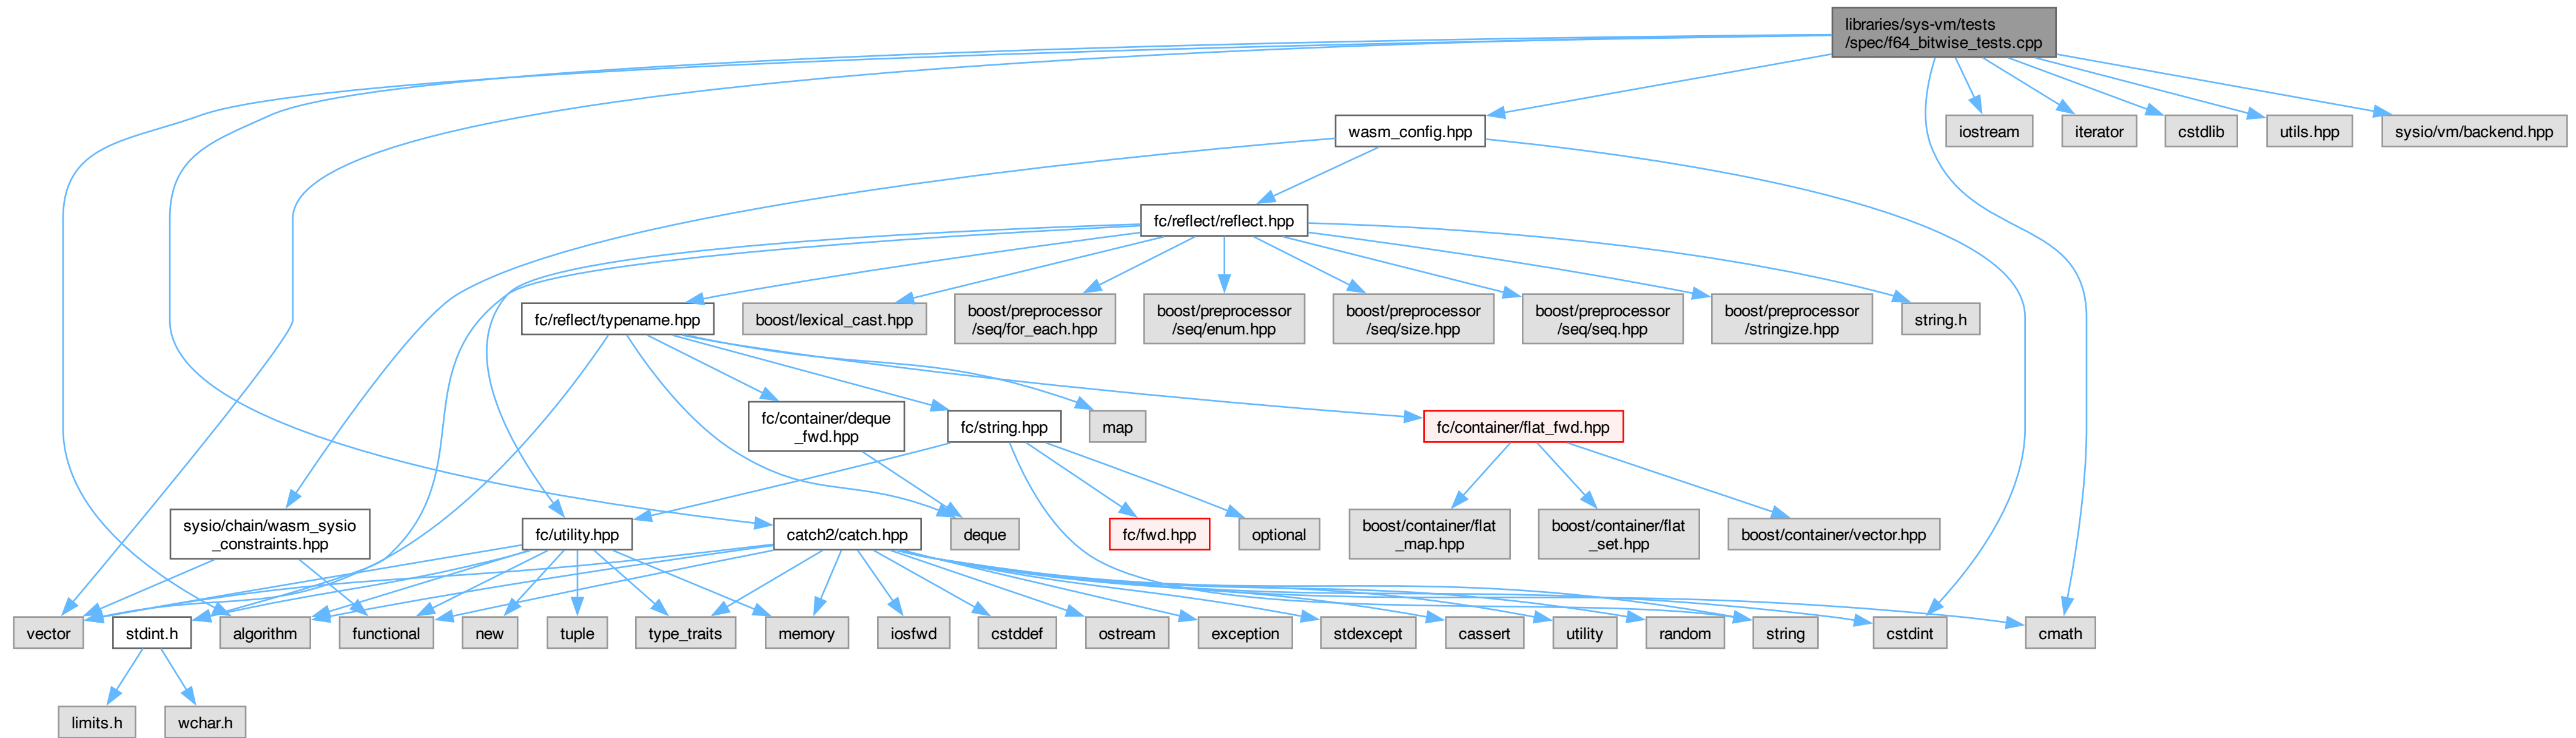 libraries/sys-vm/tests
/spec/f64_bitwise_tests.cpp
wasm_config.hpp
iostream
iterator
cstdlib
utils.hpp
sysio/vm/backend.hpp
fc/reflect/reflect.hpp
fc/reflect/typename.hpp
boost/lexical_cast.hpp
boost/preprocessor
/seq/for_each.hpp
boost/preprocessor
/seq/enum.hpp
boost/preprocessor
/seq/size.hpp
boost/preprocessor
/seq/seq.hpp
boost/preprocessor
/stringize.hpp
string.h
fc/container/deque
_fwd.hpp
fc/string.hpp
map
fc/container/flat_fwd.hpp
sysio/chain/wasm_sysio
_constraints.hpp
fc/utility.hpp
catch2/catch.hpp
deque
fc/fwd.hpp
optional
boost/container/flat
_map.hpp
boost/container/flat
_set.hpp
boost/container/vector.hpp
vector
stdint.h
algorithm
functional
new
tuple
type_traits
memory
iosfwd
cstddef
ostream
exception
stdexcept
cassert
utility
random
string
cstdint
cmath
limits.h
wchar.h